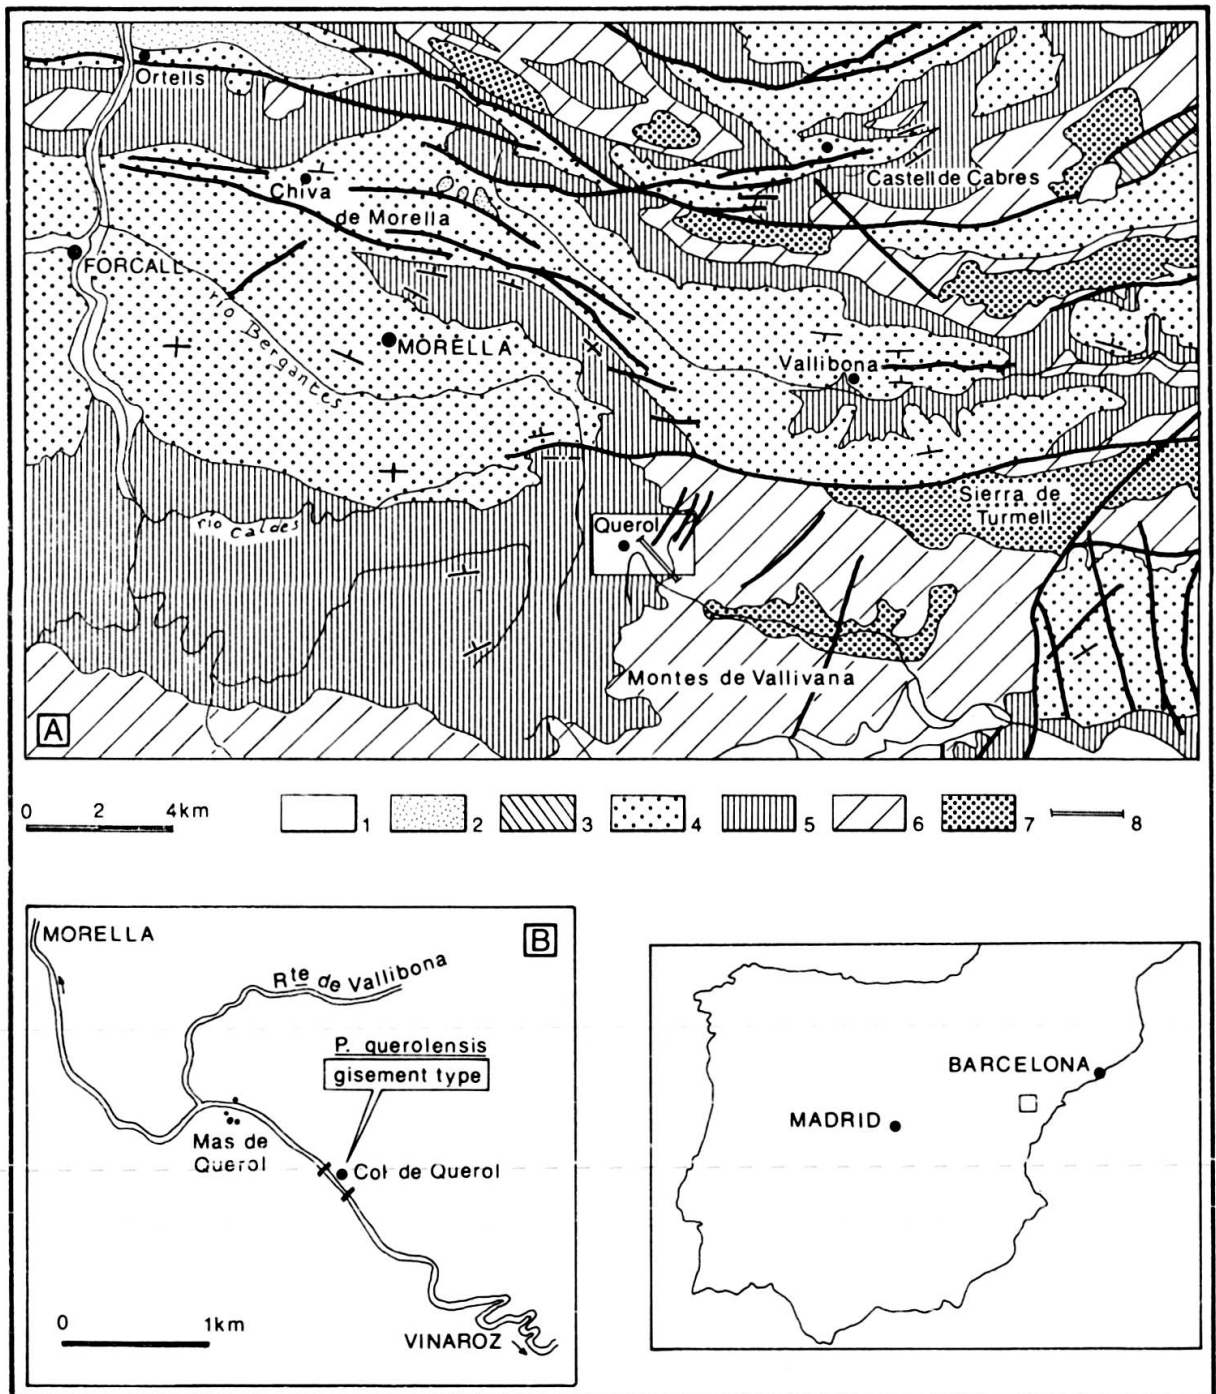 Ortells
Castell de Cabres
Chiva
de Morella
FORCALL
rio Bergantes
MORELLA
Vallibona
Sierra de
Turmell
rio Caldes
Querol
Montes de Vallivana
A
0 2 4km
1 2 3 4 5 6 7 8
MORELLA
B
Rte de Vallibona
P. querolensis
gisement type
Mas de
Querol
Col de Querol
0 1km
VINAROZ
BARCELONA
MADRID